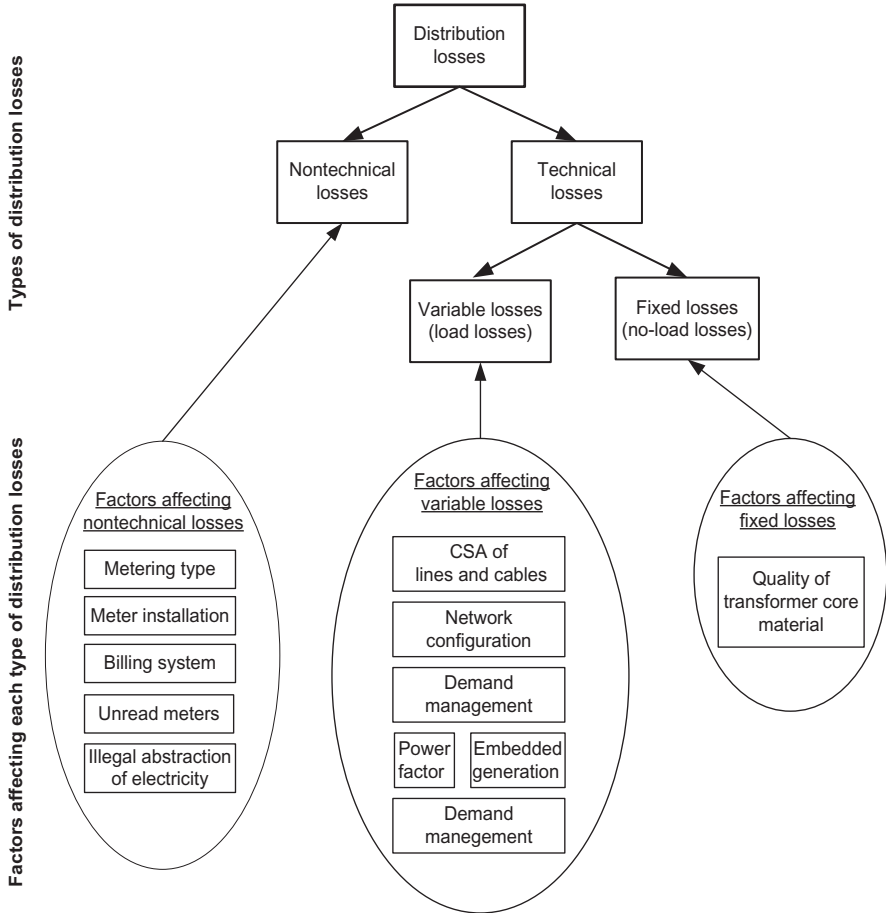 Types of distribution losses
Distribution
losses
Nontechnical
losses
Technical
losses
Variable losses
(load losses)
Fixed losses
(no-load losses)
Factors affecting each type of distribution losses
Factors affecting
nontechnical losses
Metering type
Meter installation
Billing system
Unread meters
Illegal abstraction
of electricity
Factors affecting
variable losses
CSA of
lines and cables
Network
configuration
Demand
management
Power
factor
Embedded
generation
Demand
manegement
Factors affecting
fixed losses
Quality of
transformer core
material